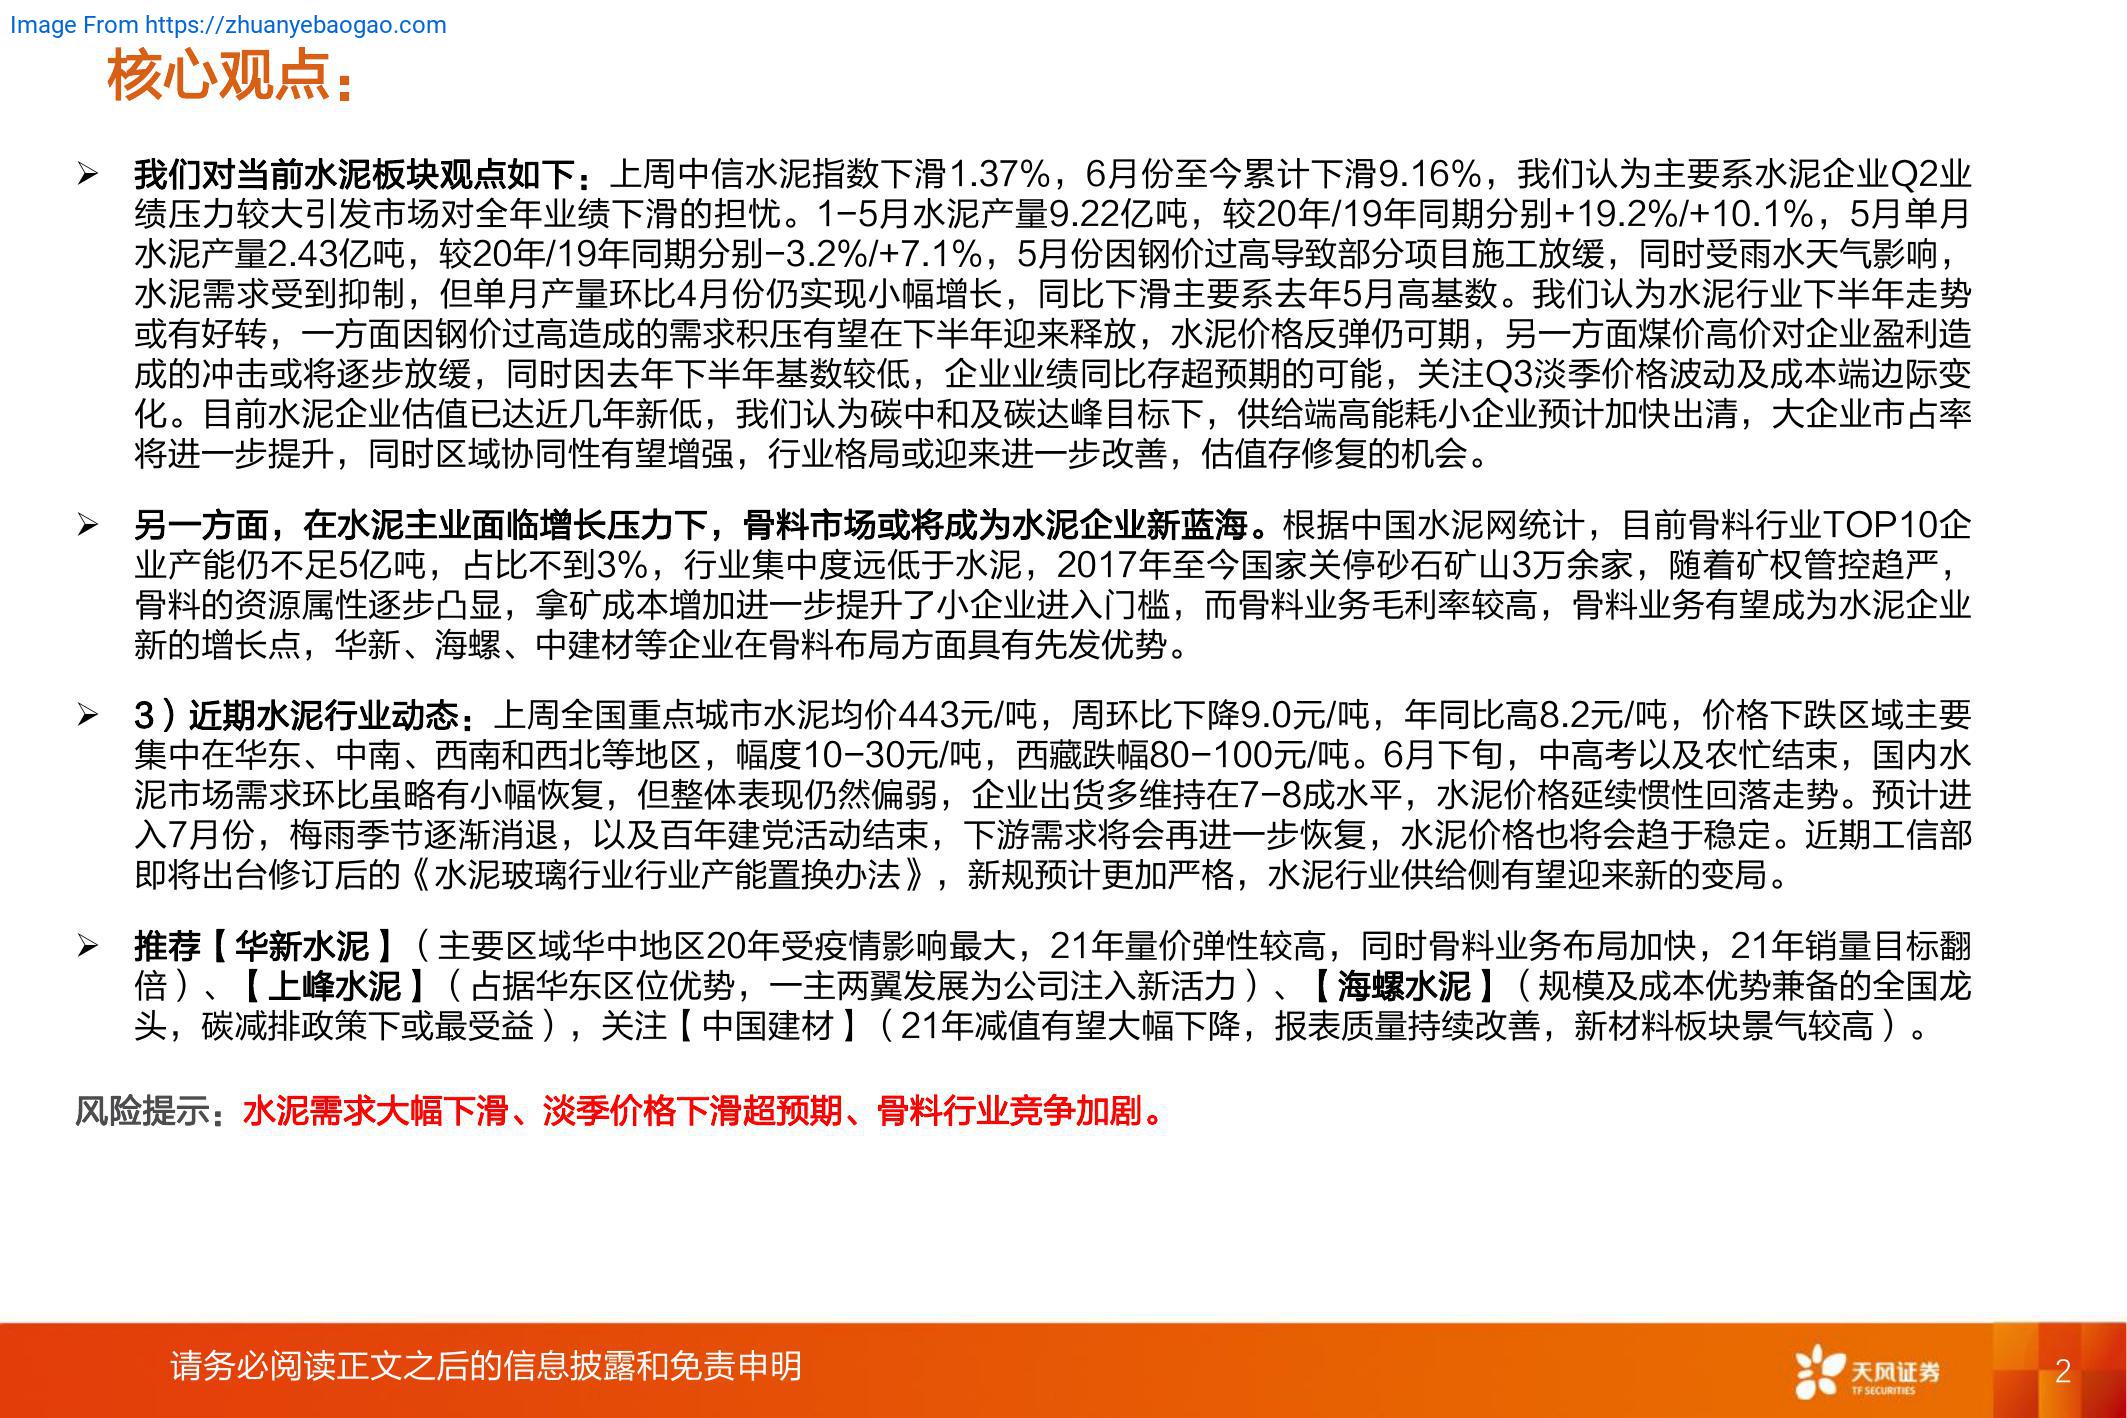 Image From https://zhuanyebaogao.com
核心观点：
➢ 我们对当前水泥板块观点如下：上周中信水泥指数下滑1.37%，6月份至今累计下滑9.16%，我们认为主要系水泥企业Q2业
绩压力较大引发市场对全年业绩下滑的担忧。1-5月水泥产量9.22亿吨，较20年/19年同期分别+19.2%/+10.1%，5月单月
水泥产量2.43亿吨，较20年/19年同期分别-3.2%/+7.1%，5月份因钢价过高导致部分项目施工放缓，同时受雨水天气影响，
水泥需求受到抑制，但单月产量环比4月份仍实现小幅增长，同比下滑主要系去年5月高基数。我们认为水泥行业下半年走势
或有好转，一方面因钢价过高造成的需求积压有望在下半年迎来释放，水泥价格反弹仍可期，另一方面煤价高价对企业盈利造
成的冲击或将逐步放缓，同时因去年下半年基数较低，企业业绩同比存超预期的可能，关注Q3淡季价格波动及成本端边际变
化。目前水泥企业估值已达近几年新低，我们认为碳中和及碳达峰目标下，供给端高能耗小企业预计加快出清，大企业市占率
将进一步提升，同时区域协同性有望增强，行业格局或迎来进一步改善，估值存修复的机会。
➢ 另一方面，在水泥主业面临增长压力下，骨料市场或将成为水泥企业新蓝海。根据中国水泥网统计，目前骨料行业TOP10企
业产能仍不足5亿吨，占比不到3%，行业集中度远低于水泥，2017年至今国家关停砂石矿山3万余家，随着矿权管控趋严，
骨料的资源属性逐步凸显，拿矿成本增加进一步提升了小企业进入门槛，而骨料业务毛利率较高，骨料业务有望成为水泥企业
新的增长点，华新、海螺、中建材等企业在骨料布局方面具有先发优势。
➢ 3）近期水泥行业动态：上周全国重点城市水泥均价443元/吨，周环比下降9.0元/吨，年同比高8.2元/吨，价格下跌区域主要
集中在华东、中南、西南和西北等地区，幅度10-30元/吨，西藏跌幅80-100元/吨。6月下旬，中高考以及农忙结束，国内水
泥市场需求环比虽略有小幅恢复，但整体表现仍然偏弱，企业出货多维持在7-8成水平，水泥价格延续惯性回落走势。预计进
入7月份，梅雨季节逐渐消退，以及百年建党活动结束，下游需求将会再进一步恢复，水泥价格也将会趋于稳定。近期工信部
即将出台修订后的《水泥玻璃行业行业产能置换办法》，新规预计更加严格，水泥行业供给侧有望迎来新的变局。
➢ 推荐【华新水泥】（主要区域华中地区20年受疫情影响最大，21年量价弹性较高，同时骨料业务布局加快，21年销量目标翻
倍）、【上峰水泥】（占据华东区位优势，一主两翼发展为公司注入新活力）、【海螺水泥】（规模及成本优势兼备的全国龙
头，碳减排政策下或最受益），关注【中国建材】（21年减值有望大幅下降，报表质量持续改善，新材料板块景气较高）。
风险提示：水泥需求大幅下滑、淡季价格下滑超预期、骨料行业竞争加剧。
请务必阅读正文之后的信息披露和免责申明
天风证券
TF SECURITIES
2